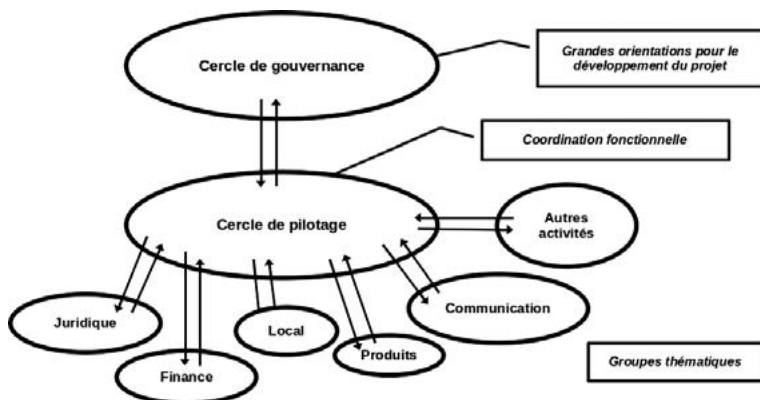 Cercle de gouvernance
Grandes orientations pour le
développement du projet
Coordination fonctionnelle
Cercle de pilotage
Autres
activités
Juridique
Finance
Local
Produits
Communication
Groupes thématiques